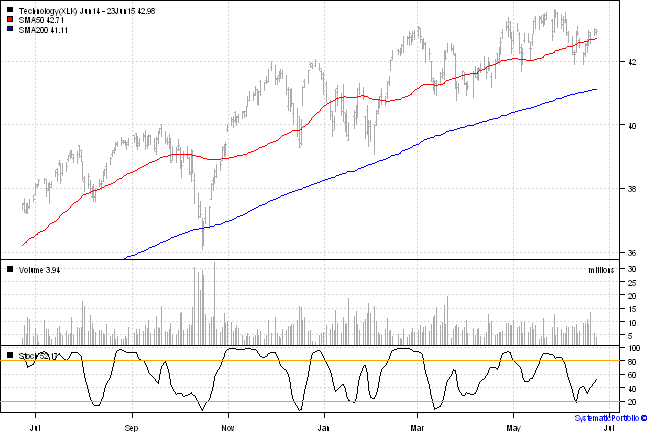 Technology(XLK) Jun14 - 23Jun15 42.98
SMA50 42.71
SMA200 41.11
42
40
38
36
Volume 3.94
millions
30
25
20
15
10
5
100
80
60
40
20
Jul
Sep
Nov
Jan
Mar
May
Jul
SystematicPortfolio ©